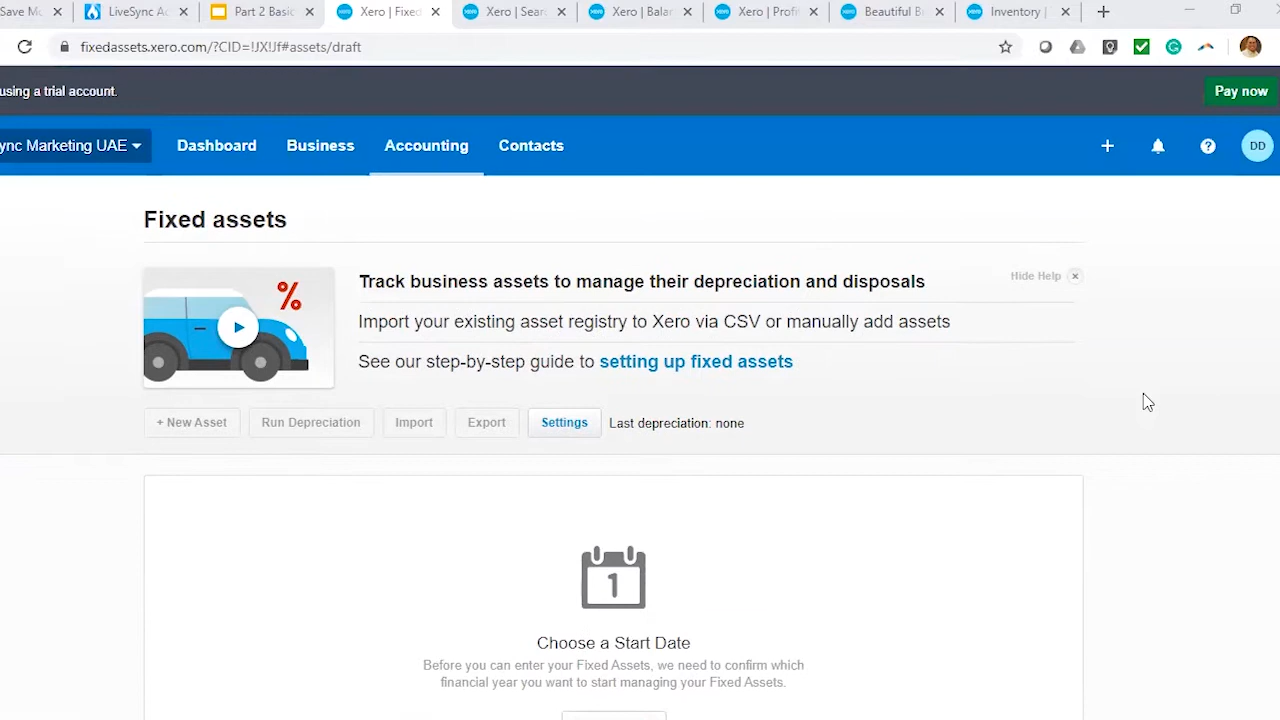 Save Mo
LiveSync Ac
Part 2 Basic
Xero | Fixed
Xero | Sear
Xero | Balar
Xero | Profi
Beautiful B
Inventory |
fixedassets.xero.com/?CID=!JX!Jf#assets/draft
using a trial account.
Pay now
ync Marketing UAE
Dashboard
Business
Accounting
Contacts
DD
Fixed assets
Track business assets to manage their depreciation and disposals
Hide Help
%
Import your existing asset registry to Xero via CSV or manually add assets
See our step-by-step guide to setting up fixed assets
+ New Asset
Run Depreciation
Import
Export
Settings
Last depreciation: none
1
Choose a Start Date
Before you can enter your Fixed Assets, we need to confirm which
financial year you want to start managing your Fixed Assets.